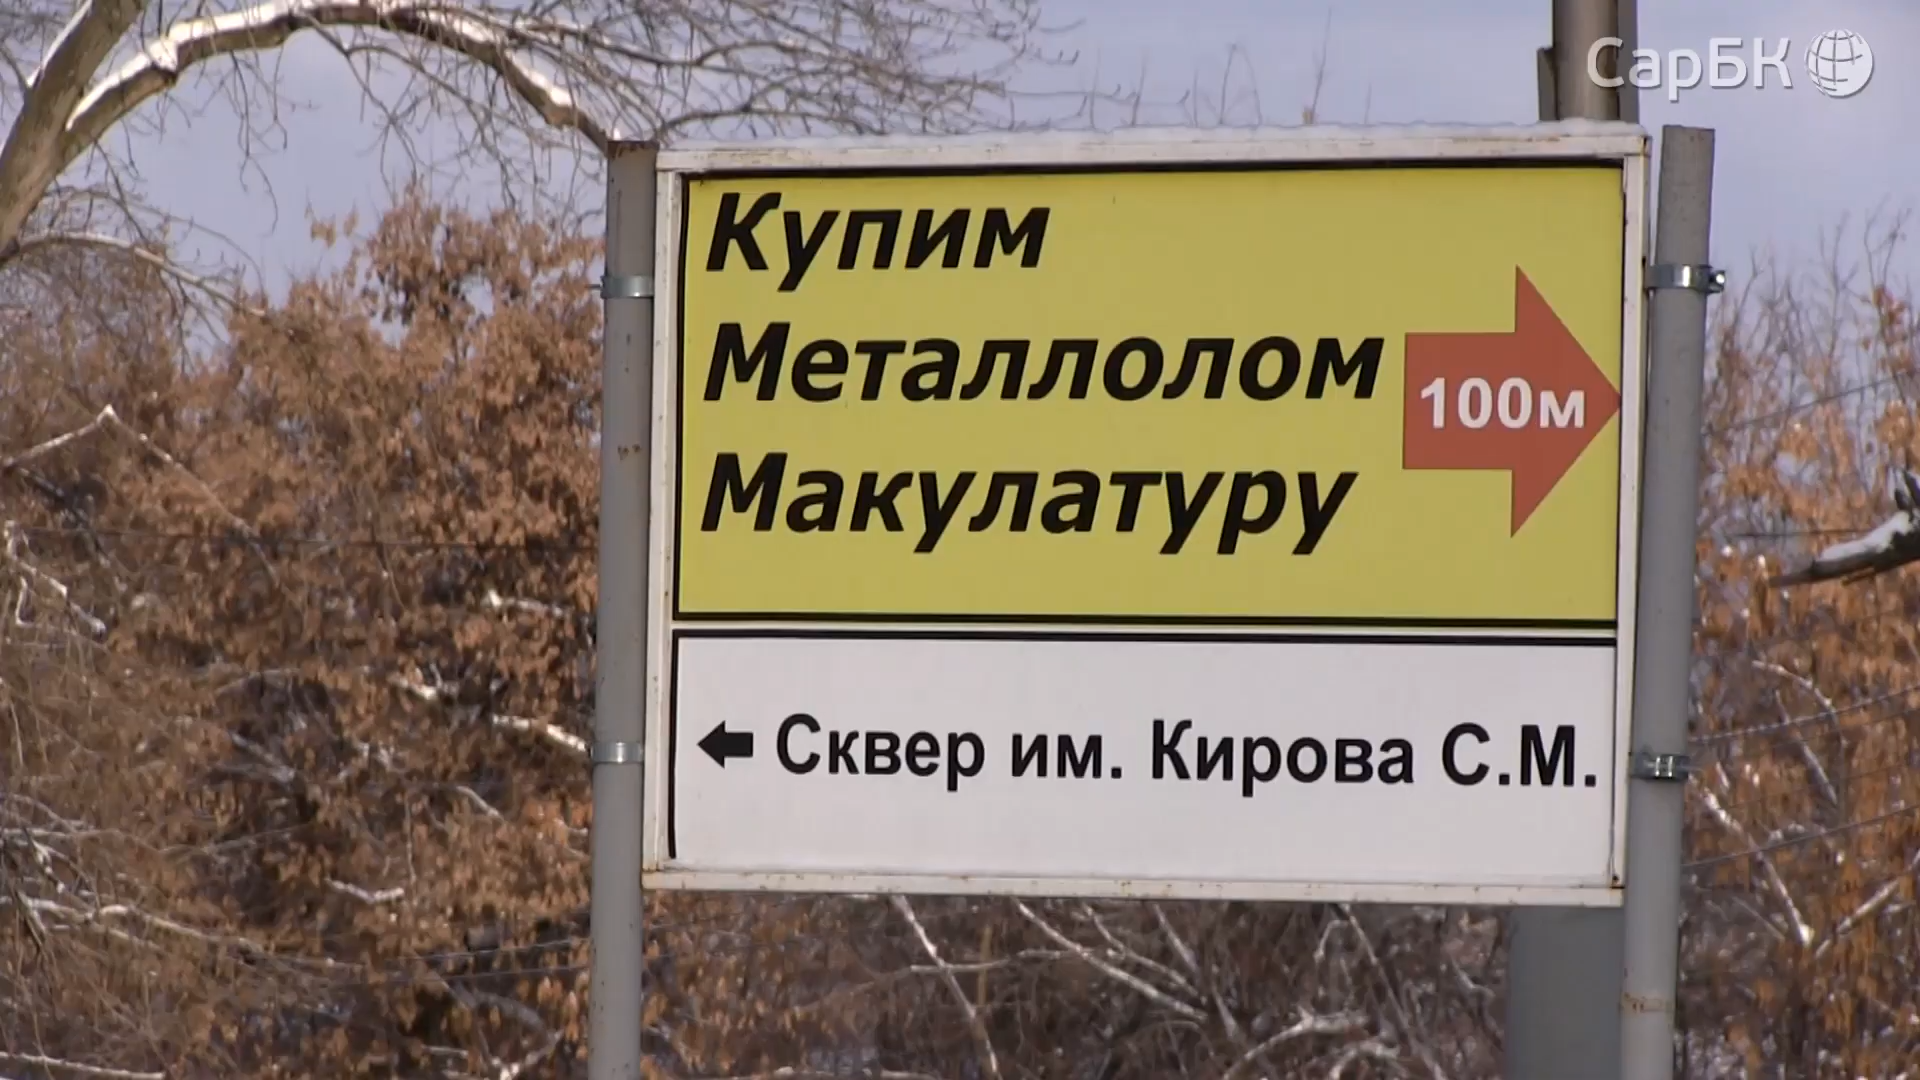 СарБК
Купим
Металлолом
100м
Макулатуру
Сквер им. Кирова С.М.